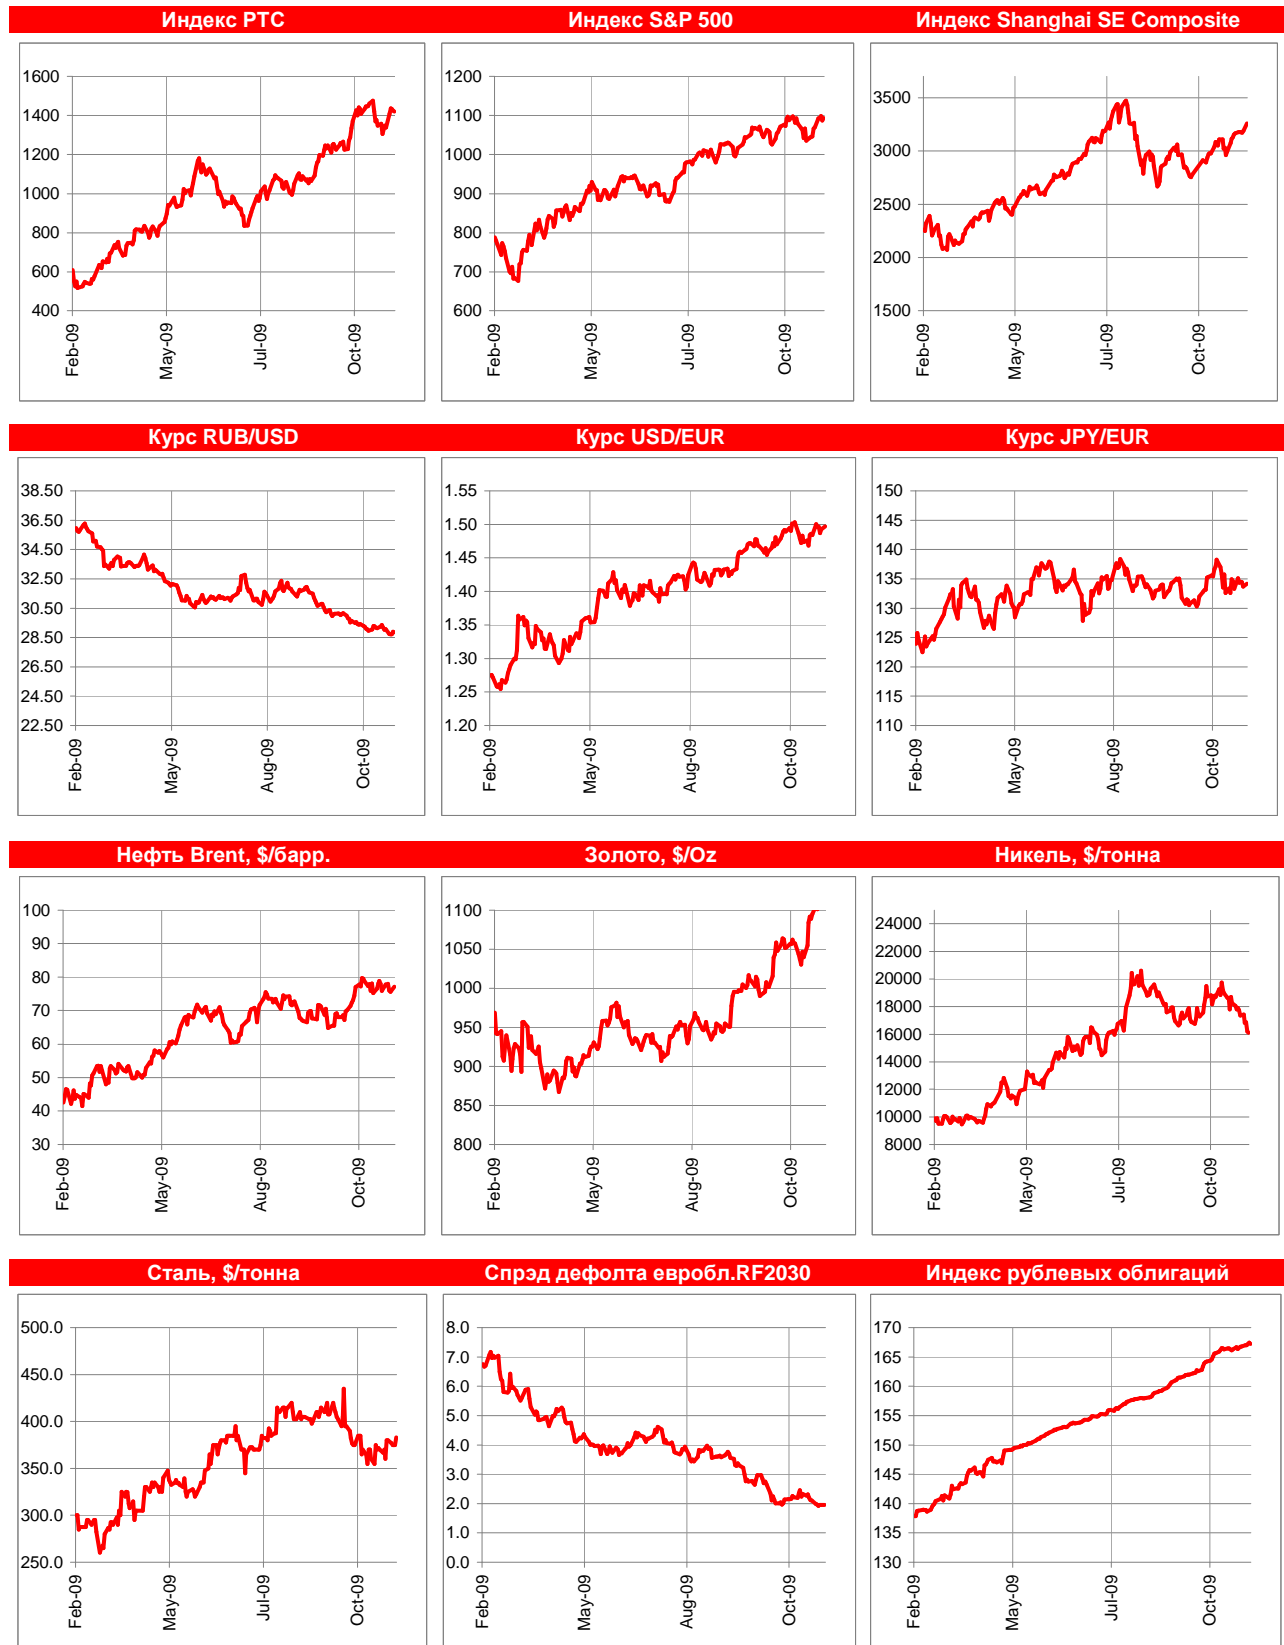 Индекс РТС
Индекс S&P 500
Индекс Shanghai SE Composite
1600
1400
1200
1000
800
600
400
Feb-09
May-09
Jul-09
Oct-09
1200
1100
1000
900
800
700
600
Feb-09
May-09
Jul-09
Oct-09
3500
3000
2500
2000
1500
Feb-09
May-09
Jul-09
Oct-09
Курс RUB/USD
Курс USD/EUR
Курс JPY/EUR
38.50
36.50
34.50
32.50
30.50
28.50
26.50
24.50
22.50
Feb-09
May-09
Aug-09
Oct-09
1.55
1.50
1.45
1.40
1.35
1.30
1.25
1.20
Feb-09
May-09
Aug-09
Oct-09
150
145
140
135
130
125
120
115
110
Feb-09
May-09
Aug-09
Oct-09
Нефть Brent, $/барр.
Золото, $/Oz
Никель, $/тонна
100
90
80
70
60
50
40
30
Feb-09
May-09
Aug-09
Oct-09
1100
1050
1000
950
900
850
800
Feb-09
May-09
Aug-09
Oct-09
24000
22000
20000
18000
16000
14000
12000
10000
8000
Feb-09
May-09
Jul-09
Oct-09
Сталь, $/тонна
Спрэд дефолта евробл.RF2030
Индекс рублевых облигаций
500.0
450.0
400.0
350.0
300.0
250.0
Feb-09
May-09
Jul-09
Oct-09
8.0
7.0
6.0
5.0
4.0
3.0
2.0
1.0
0.0
Feb-09
May-09
Aug-09
Oct-09
170
165
160
155
150
145
140
135
130
Feb-09
May-09
Jul-09
Oct-09